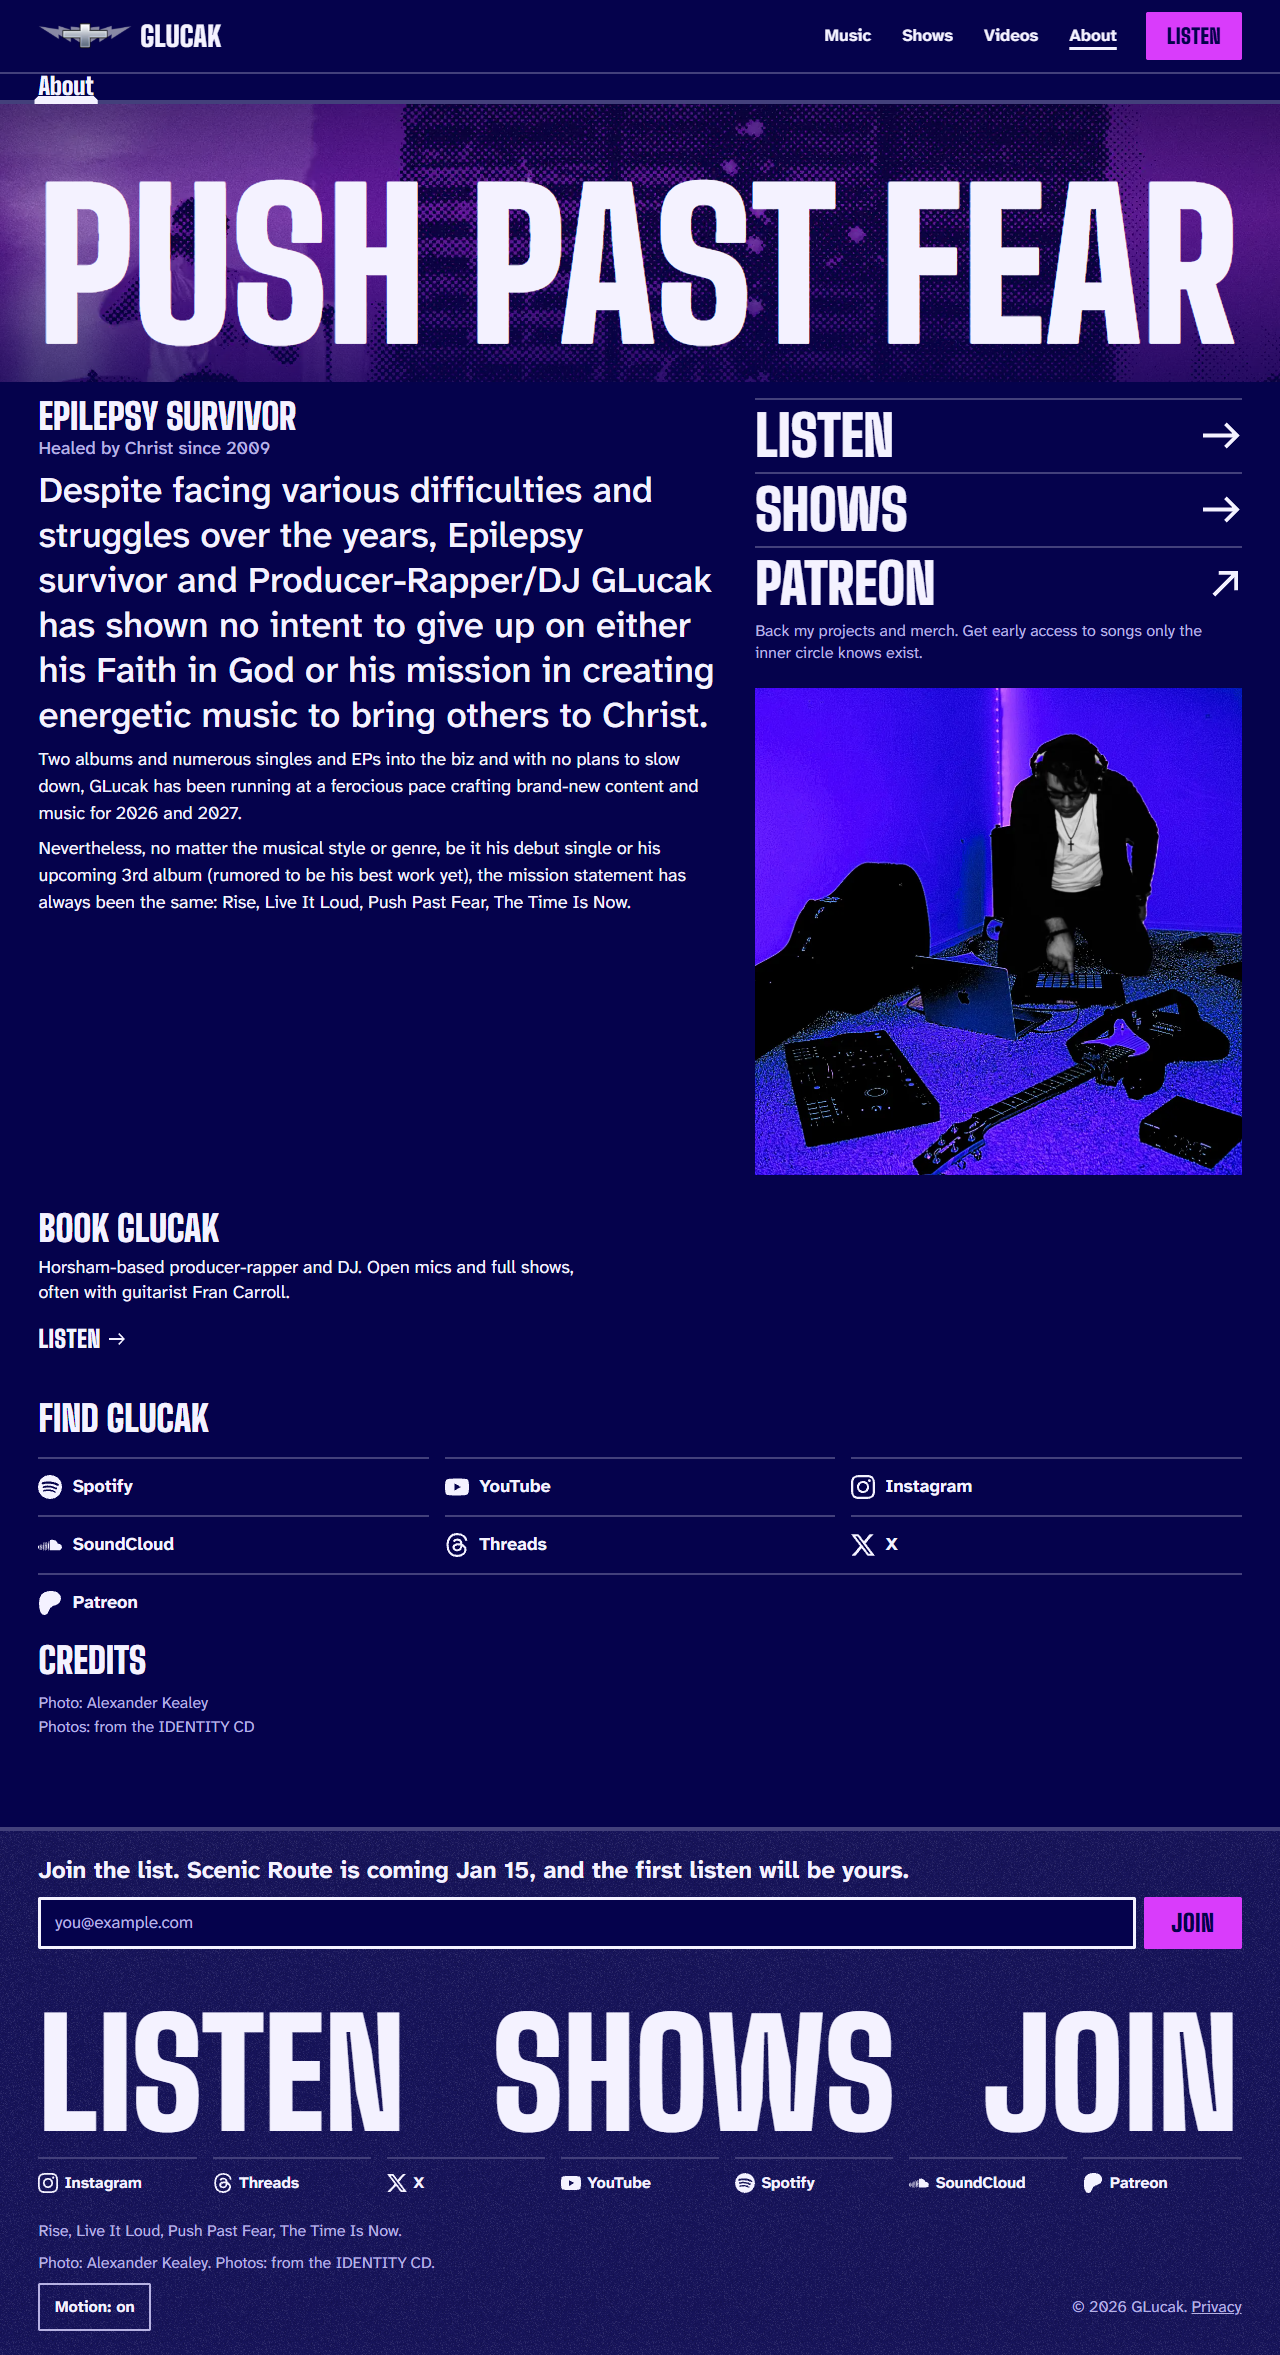 GLUCAK
Music
Shows
Videos
About
LISTEN
About
PUSH PAST FEAR
EPILEPSY SURVIVOR
Healed by Christ since 2009
Despite facing various difficulties and
struggles over the years, Epilepsy
survivor and Producer-Rapper/DJ GLucak
has shown no intent to give up on either
his Faith in God or his mission in creating
energetic music to bring others to Christ.
Two albums and numerous singles and EPs into the biz and with no plans to slow
down, GLucak has been running at a ferocious pace crafting brand-new content and
music for 2026 and 2027.
Nevertheless, no matter the musical style or genre, be it his debut single or his
upcoming 3rd album (rumored to be his best work yet), the mission statement has
always been the same: Rise, Live It Loud, Push Past Fear, The Time Is Now.
LISTEN
SHOWS
PATREON
Back my projects and merch. Get early access to songs only the
inner circle knows exist.
BOOK GLUCAK
Horsham-based producer-rapper and DJ. Open mics and full shows,
often with guitarist Fran Carroll.
LISTEN
FIND GLUCAK
Spotify
YouTube
Instagram
SoundCloud
Threads
X
Patreon
CREDITS
Photo: Alexander Kealey
Photos: from the IDENTITY CD
Join the list. Scenic Route is coming Jan 15, and the first listen will be yours.
you@example.com
JOIN
LISTEN SHOWS JOIN
Instagram
Threads
X
YouTube
Spotify
SoundCloud
Patreon
Rise, Live It Loud, Push Past Fear, The Time Is Now.
Photo: Alexander Kealey. Photos: from the IDENTITY CD.
Motion: on
© 2026 GLucak. Privacy